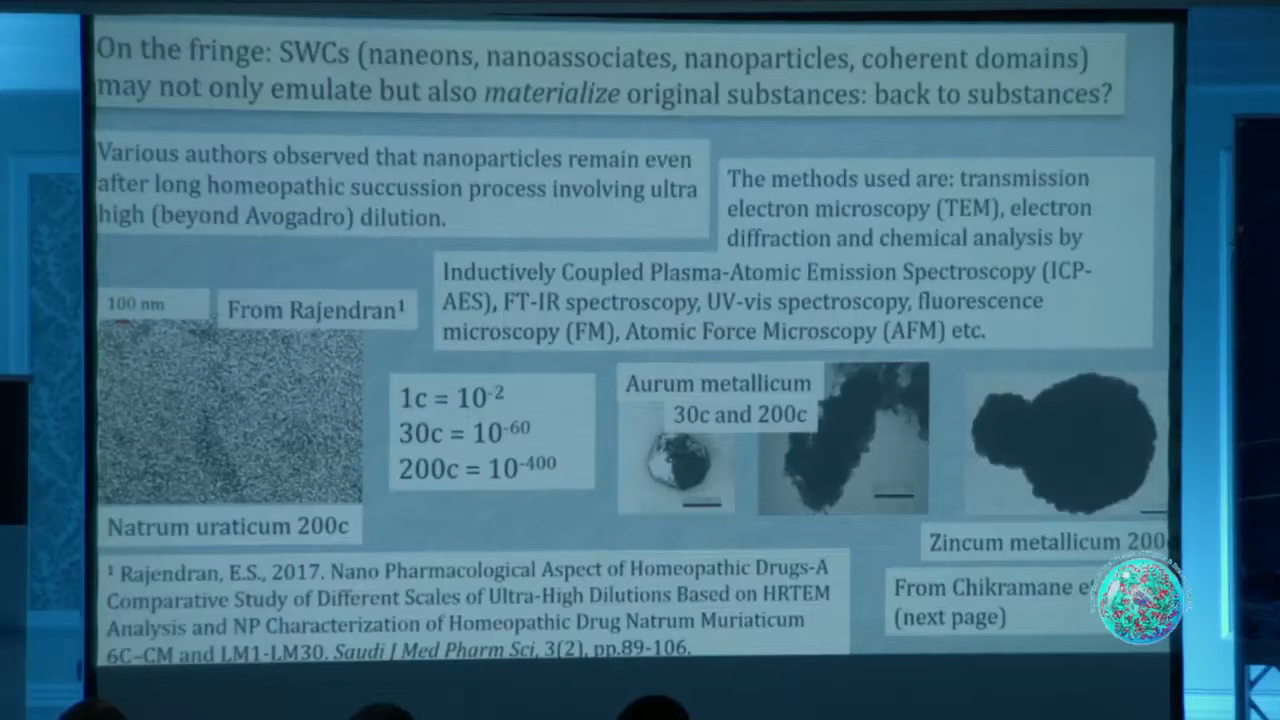 On the fringe: SWCs (naneons, nanoassociates, nanoparticles, coherent domains)
may not only emulate but also materialize original substances: back to substances?
Various authors observed that nanoparticles remain even
after long homeopathic succussion process involving ultra
high (beyond Avogadro) dilution.
The methods used are: transmission
electron microscopy (TEM), electron
diffraction and chemical analysis by
Inductively Coupled Plasma-Atomic Emission Spectroscopy (ICP-
AES), FT-IR spectroscopy, UV-vis spectroscopy, fluorescence
microscopy (FM), Atomic Force Microscopy (AFM) etc.
100 nm
From Rajendran¹
Natrum uraticum 200c
1c = 10⁻²
30c = 10⁻⁶⁰
200c = 10⁻⁴⁰⁰
Aurum metallicum
30c and 200c
Zincum metallicum 200
From Chikramane
(next page)
¹ Rajendran, E.S., 2017. Nano Pharmacological Aspect of Homeopathic Drugs-A
Comparative Study of Different Scales of Ultra-High Dilutions Based on HRTEM
Analysis and NP Characterization of Homeopathic Drug Natrum Muriaticum
6C–CM and LM1-LM30. Saudi J Med Pharm Sci, 3(2), pp.89-106.